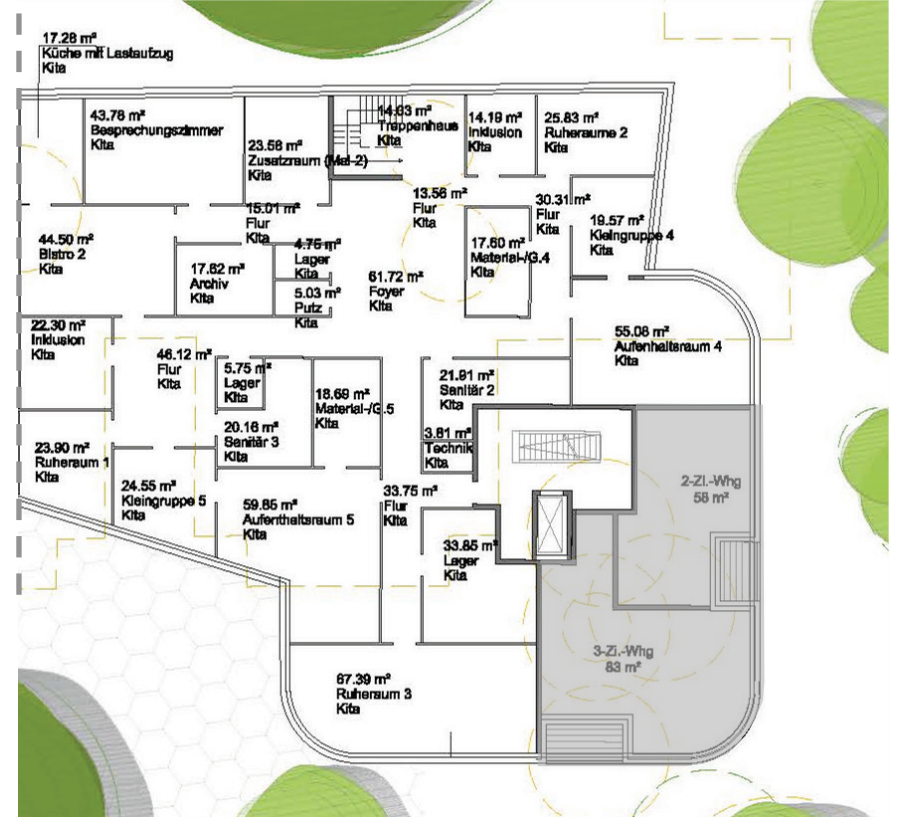 17.28 m²
Küche mit Lastaufzug
Kita
43.78 m²
Besprechungszimmer
Kita
23.58 m²
Zusatzraum (Mal-2)
Kita
14.03 m²
Treppenhaus
Kita
14.19 m²
Inklusion
Kita
25.83 m²
Ruheraume 2
Kita
44.50 m²
Bistro 2
Kita
15.01 m²
Flur
Kita
17.62 m²
Archiv
Kita
4.75 m²
Lager
Kita
5.03 m²
Putz
Kita
13.56 m²
Flur
Kita
61.72 m²
Foyer
Kita
30.31 m²
Flur
Kita
17.60 m²
Material-/G.4
Kita
19.57 m²
Kleingruppe 4
Kita
55.08 m²
Aufenhaltsraum 4
Kita
22.30 m²
Inklusion
Kita
46.12 m²
Flur
Kita
5.75 m²
Lager
Kita
18.69 m²
Material-/G.5
Kita
21.91 m²
Sanitär 2
Kita
20.16 m²
Sanitär 3
Kita
3.81 m²
Technik
Kita
23.90 m²
Ruheraum 1
Kita
24.55 m²
Kleingruppe 5
Kita
59.85 m²
Aufenthaltsraum 5
Kita
33.75 m²
Flur
Kita
33.85 m²
Lager
Kita
2-Zi.-Whg
58 m²
3-Zi.-Whg
83 m²
67.39 m²
Ruheraum 3
Kita